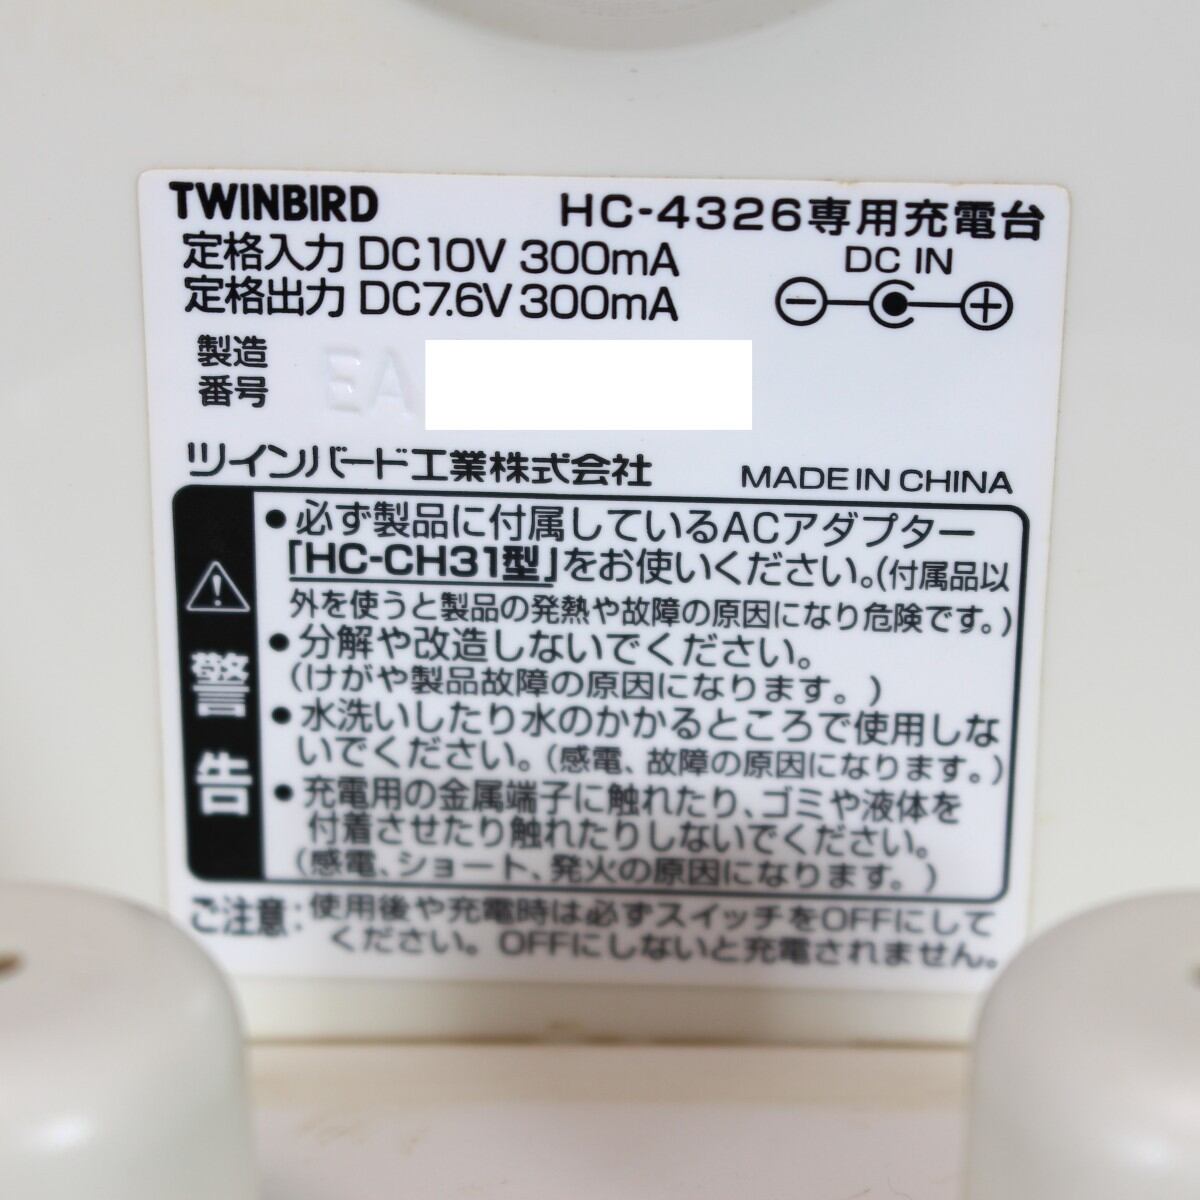 TWINBIRD
HC-4326専用充電台
定格入力 DC10V 300mA
定格出力 DC7.6V 300mA
DC IN
製造
番号
EA
ツインバード工業株式会社
MADE IN CHINA
警告
●必ず製品に付属しているACアダプター
「HC-CH31型」をお使いください。(付属品以
外を使うと製品の発熱や故障の原因になり危険です。)
●分解や改造しないでください。
(けがや製品故障の原因になります。)
●水洗いしたり水のかかるところで使用しな
いでください。(感電、故障の原因になります。)
●充電用の金属端子に触れたり、ゴミや液体を
付着させたり触れたりしないでください。
(感電、ショート、発火の原因になります。)
ご注意:使用後や充電時は必ずスイッチをOFFにして
ください。OFFにしないと充電されません。